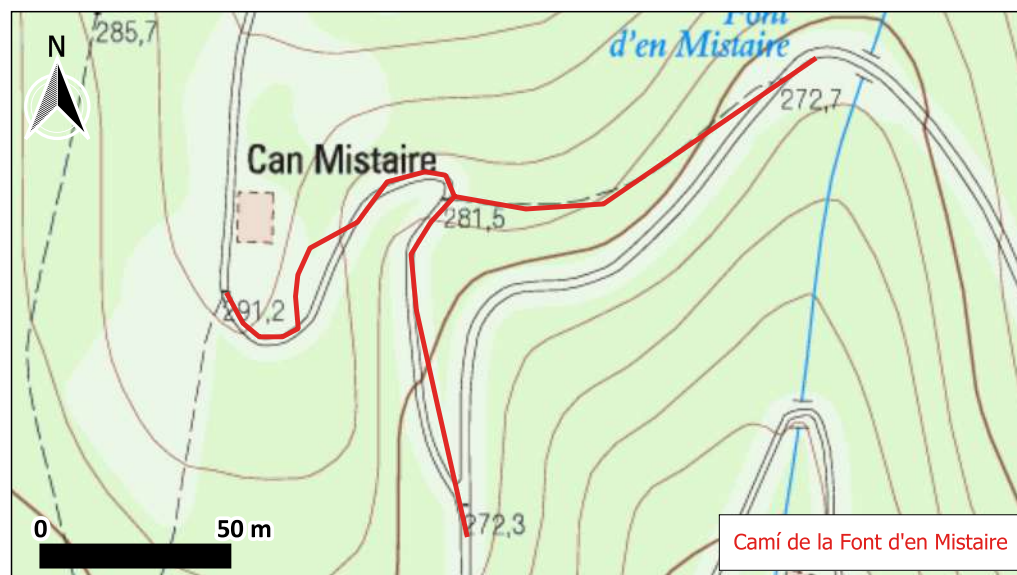 285,7
Font
d'en Mistaire
N
272,7
Can Mistaire
281,5
291,2
272,3
0 50 m
Camí de la Font d'en Mistaire